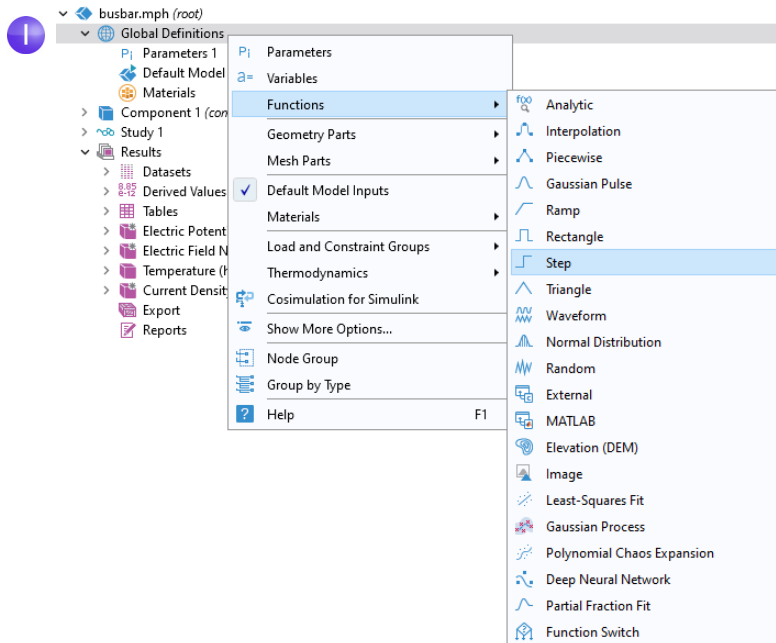 busbar.mph (root)
Global Definitions
Pi Parameters 1
Default Model
Materials
Component 1 (con
Study 1
Results
Datasets
8.85 e-12 Derived Values
Tables
Electric Potent
Electric Field N
Temperature (h
Current Densit
Export
Reports
Pi Parameters
a= Variables
Functions
Geometry Parts
Mesh Parts
Default Model Inputs
Materials
Load and Constraint Groups
Thermodynamics
Cosimulation for Simulink
Show More Options...
Node Group
Group by Type
? Help F1
f(x) Analytic
Interpolation
Piecewise
Gaussian Pulse
Ramp
Rectangle
Step
Triangle
Waveform
Normal Distribution
Random
External
MATLAB
Elevation (DEM)
Image
Least-Squares Fit
Gaussian Process
Polynomial Chaos Expansion
Deep Neural Network
Partial Fraction Fit
Function Switch